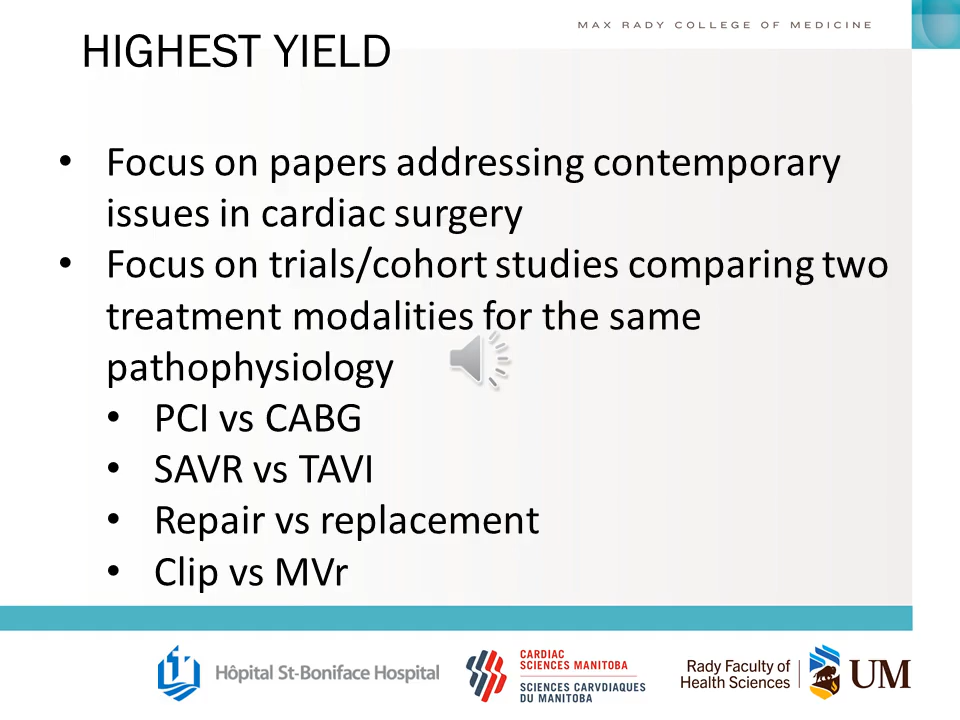 MAX RADY COLLEGE OF MEDICINE
HIGHEST YIELD
• Focus on papers addressing contemporary
issues in cardiac surgery
• Focus on trials/cohort studies comparing two
treatment modalities for the same
pathophysiology
• PCI vs CABG
• SAVR vs TAVI
• Repair vs replacement
• Clip vs MVr
Hôpital St-Boniface Hospital
CARDIAC
SCIENCES MANITOBA
SCIENCES CARVDIAQUES
DU MANITOBA
Rady Faculty of
Health Sciences
UM